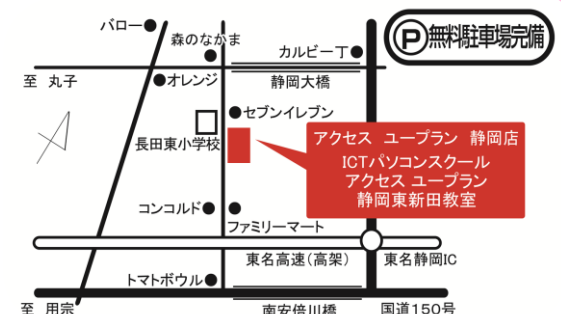 バロー
森のなかま
カルビー丁
P無料駐車場完備
至 丸子
オレンジ
静岡大橋
セブンイレブン
長田東小学校
アクセス ユープラン 静岡店
ICTパソコンスクール
アクセス ユープラン
静岡東新田教室
コンコルド
ファミリーマート
東名高速(高架)
東名静岡IC
トマトボウル
至 用宗
南安倍川橋
国道150号